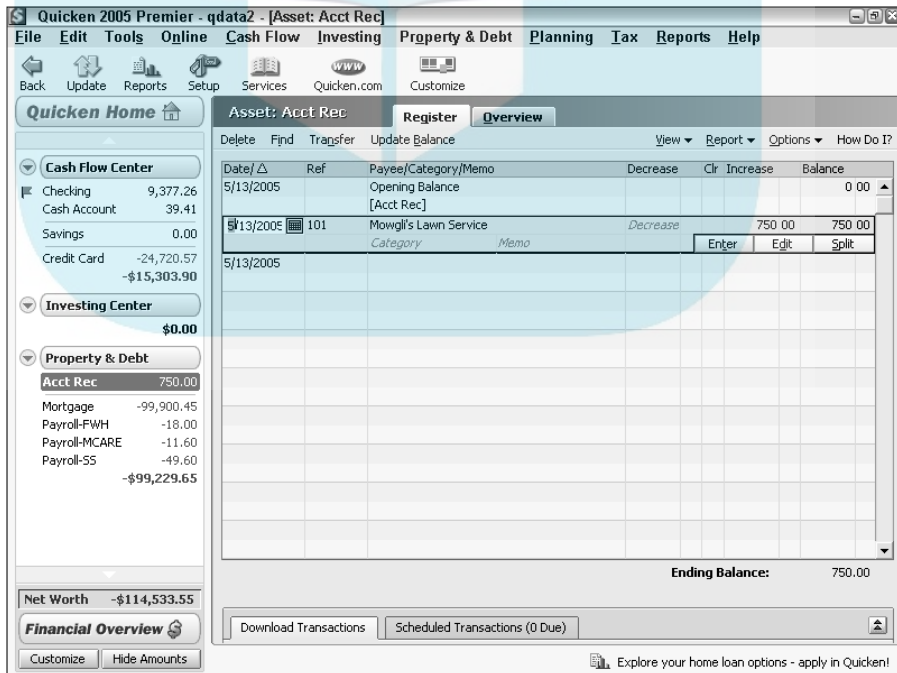 Quicken 2005 Premier - qdata2 - [Asset: Acct Rec]
File Edit Tools Online Cash Flow Investing Property & Debt Planning Tax Reports Help
Back Update Reports Setup Services Quicken.com Customize
WWW
Quicken Home
Asset: Acct Rec Register Overview
Delete Find Transfer Update Balance View Report Options How Do I?
Cash Flow Center
Checking 9,377.26
Cash Account 39.41
Savings 0.00
Credit Card -24,720.57
-$15,303.90
Investing Center
$0.00
Property & Debt
Acct Rec 750.00
Mortgage -99,900.45
Payroll-FWH -18.00
Payroll-MCARE -11.60
Payroll-SS -49.60
-$99,229.65
Net Worth -$114,533.55
Financial Overview
Customize Hide Amounts
Date/ Ref Payee/Category/Memo Decrease Clr Increase Balance
5/13/2005 Opening Balance 0 00
[Acct Rec]
5/13/2005 101 Mowgli's Lawn Service Decrease 750 00 750 00
Category Memo Enter Edit Split
5/13/2005
Ending Balance: 750.00
Download Transactions Scheduled Transactions (0 Due)
Explore your home loan options - apply in Quicken!